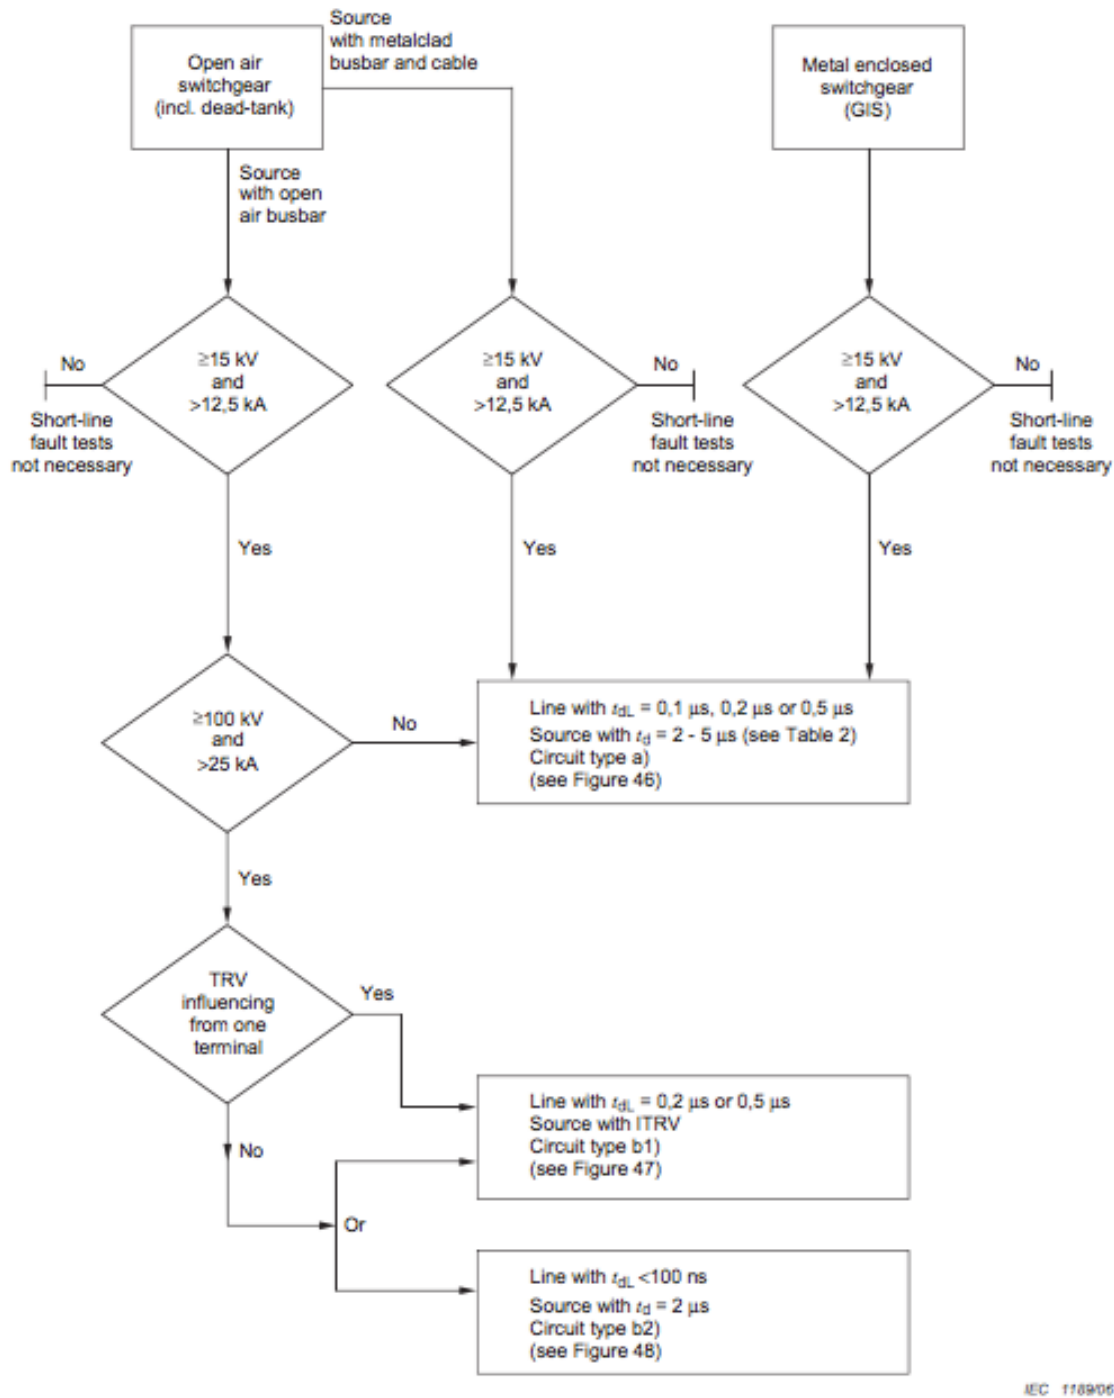 Open air
switchgear
(incl. dead-tank)
Source
with metalclad
busbar and cable
Metal enclosed
switchgear
(GIS)
Source
with open
air busbar
≥15 kV
and
>12,5 kA
No
Short-line
fault tests
not necessary
≥15 kV
and
>12,5 kA
No
Short-line
fault tests
not necessary
≥15 kV
and
>12,5 kA
No
Short-line
fault tests
not necessary
Yes
Yes
Yes
≥100 kV
and
>25 kA
No
Line with tdL = 0,1 μs, 0,2 μs or 0,5 μs
Source with td = 2 - 5 μs (see Table 2)
Circuit type a)
(see Figure 46)
Yes
TRV
influencing
from one
terminal
Yes
Line with tdL = 0,2 μs or 0,5 μs
Source with ITRV
Circuit type b1)
(see Figure 47)
No
Or
Line with tdL <100 ns
Source with td = 2 μs
Circuit type b2)
(see Figure 48)
IEC 1189/06